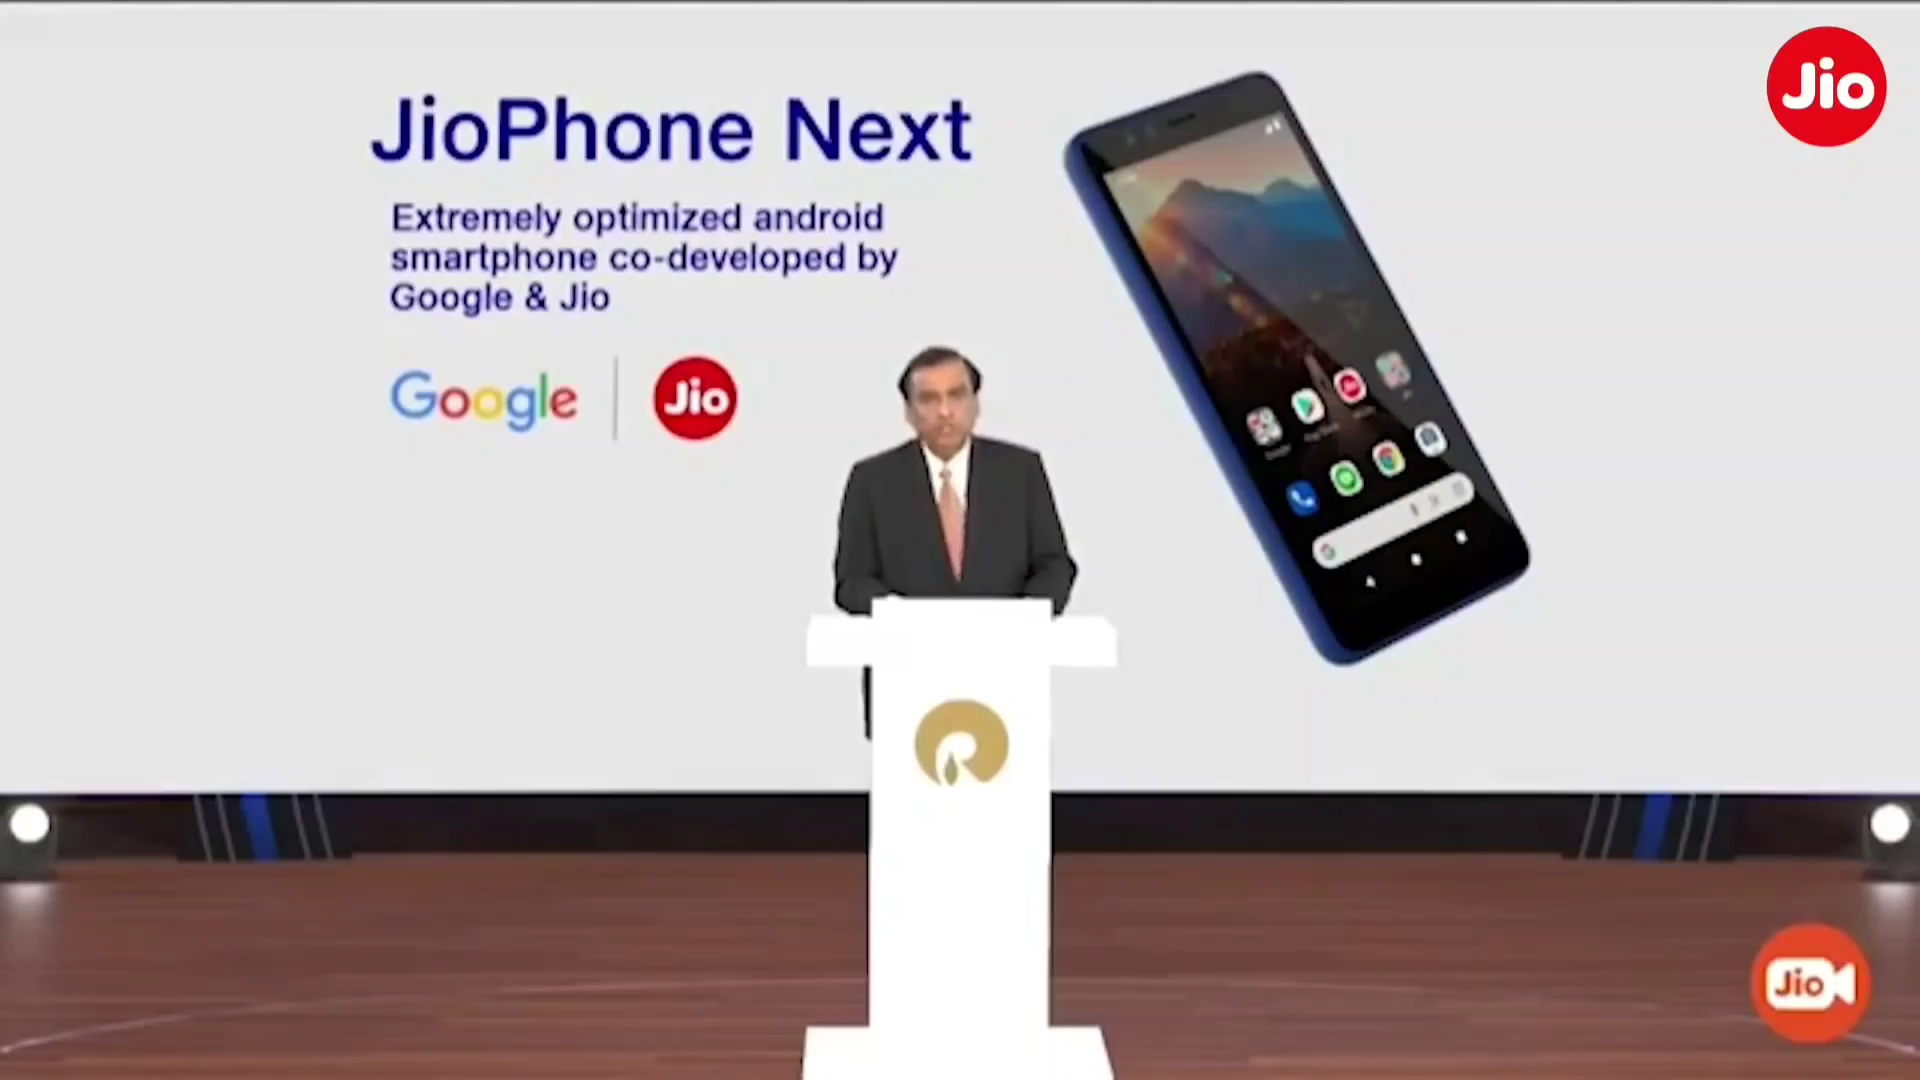 Jio
JioPhone Next
Extremely optimized android
smartphone co-developed by
Google & Jio
Google
Jio
Jio